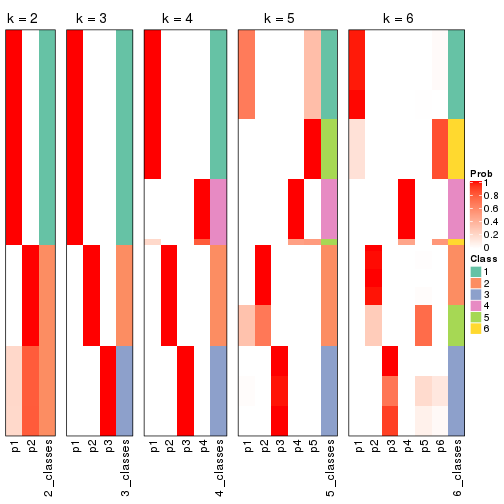 k = 2
k = 3
k = 4
k = 5
k = 6
Prob
1
0.8
0.6
0.4
0.2
0
Class
1
2
3
4
5
6
p1
p2
2_classes
p1
p2
p3
3_classes
p1
p2
p3
p4
4_classes
p1
p2
p3
p4
p5
5_classes
p1
p2
p3
p4
p5
p6
6_classes